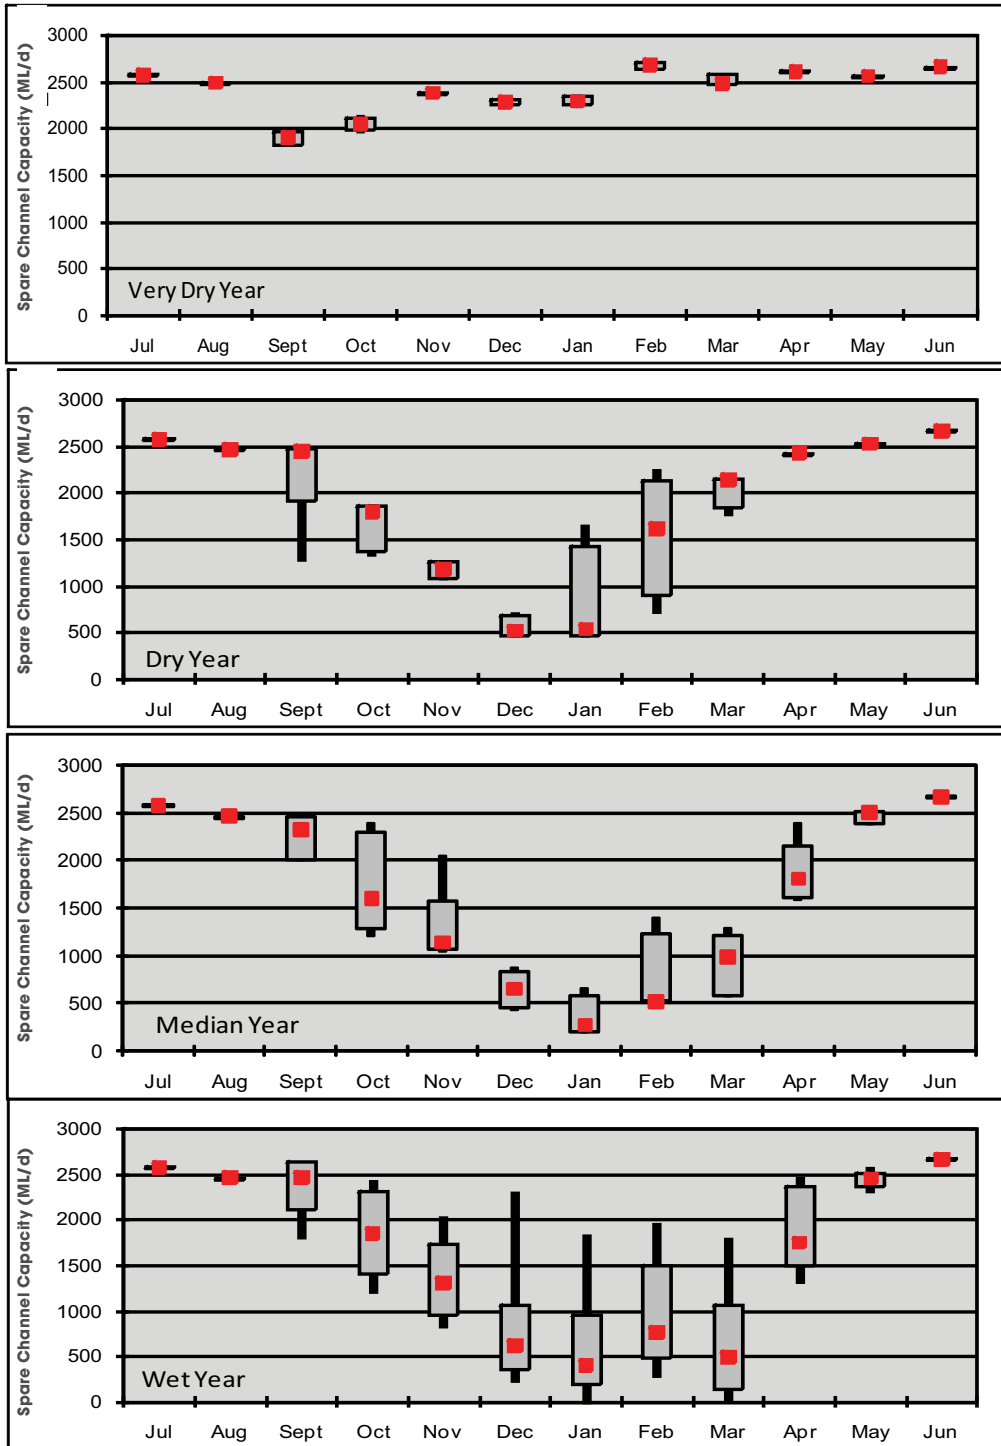 Spare Channel Capacity (ML/d)
3000
2500
2000
1500
1000
500
0
Very Dry Year
Jul Aug Sept Oct Nov Dec Jan Feb Mar Apr May Jun
Spare Channel Capacity (ML/d)
3000
2500
2000
1500
1000
500
0
Dry Year
Jul Aug Sept Oct Nov Dec Jan Feb Mar Apr May Jun
Spare Channel Capacity (ML/d)
3000
2500
2000
1500
1000
500
0
Median Year
Jul Aug Sept Oct Nov Dec Jan Feb Mar Apr May Jun
Spare Channel Capacity (ML/d)
3000
2500
2000
1500
1000
500
0
Wet Year
Jul Aug Sept Oct Nov Dec Jan Feb Mar Apr May Jun